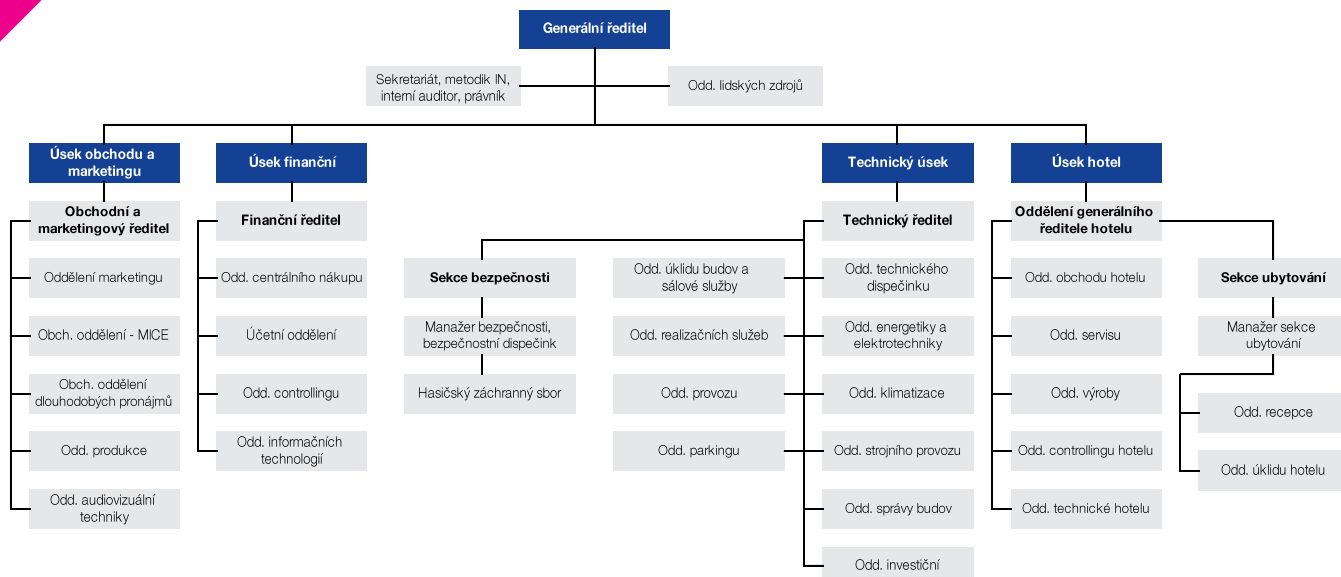 Generální ředitel
Sekretariát, metodik IN,
interní auditor, právník
Odd. lidských zdrojů
Úsek obchodu a
marketingu
Obchodní a
marketingový ředitel
Oddělení marketingu
Obch. oddělení - MICE
Obch. oddělení
dlouhodobých pronájmů
Odd. produkce
Odd. audiovizuální
techniky
Úsek finanční
Finanční ředitel
Odd. centrálního nákupu
Účetní oddělení
Odd. controllingu
Odd. informačních
technologií
Technický úsek
Technický ředitel
Sekce bezpečnosti
Manažer bezpečnosti,
bezpečnostní dispečink
Hasičský záchranný sbor
Odd. úklidu budov a
sálové služby
Odd. realizačních služeb
Odd. provozu
Odd. parkingu
Odd. technického
dispečinku
Odd. energetiky a
elektrotechniky
Odd. klimatizace
Odd. strojního provozu
Odd. správy budov
Odd. investiční
Úsek hotel
Oddělení generálního
ředitele hotelu
Odd. obchodu hotelu
Odd. servisu
Odd. výroby
Odd. controllingu hotelu
Odd. technické hotelu
Sekce ubytování
Manažer sekce
ubytování
Odd. recepce
Odd. úklidu hotelu